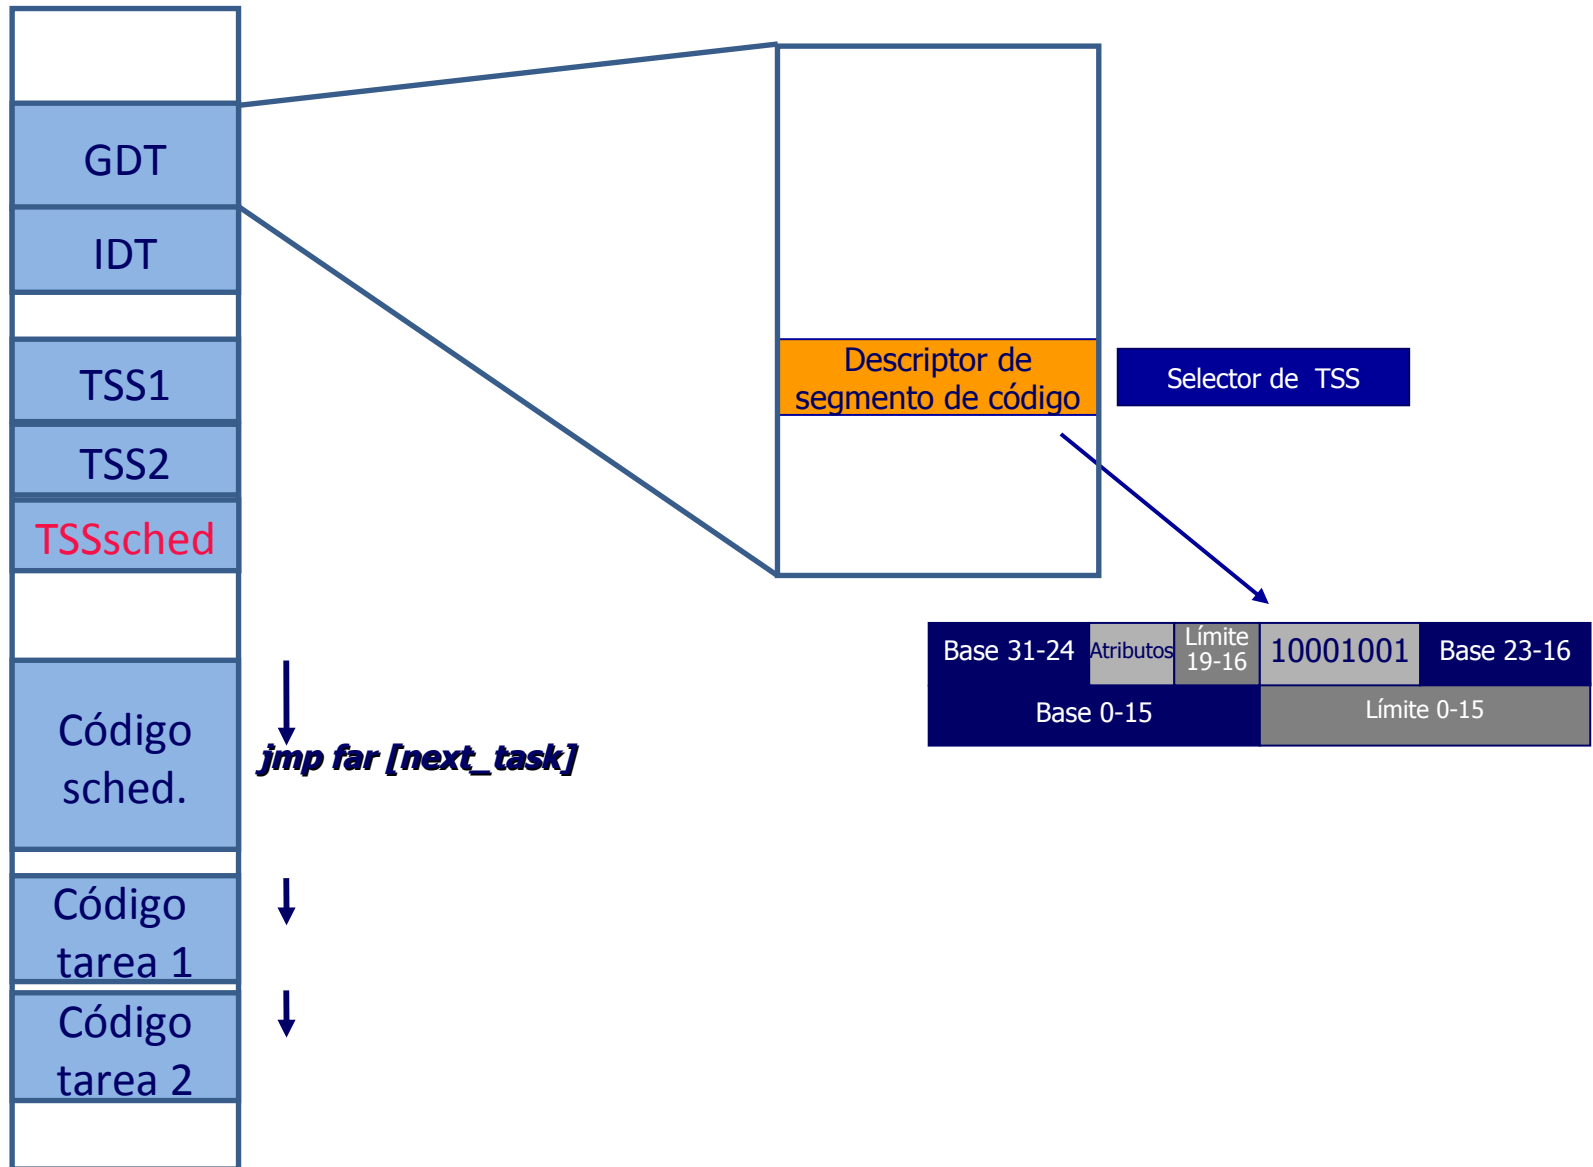 GDT
IDT
TSS1
TSS2
TSSsched
Código
sched.
Código
tarea 1
Código
tarea 2
jmp far [next_task]
Descriptor de
segmento de código
Selector de TSS
Base 31-24
Atributos
Límite
19-16
10001001
Base 23-16
Base 0-15
Límite 0-15